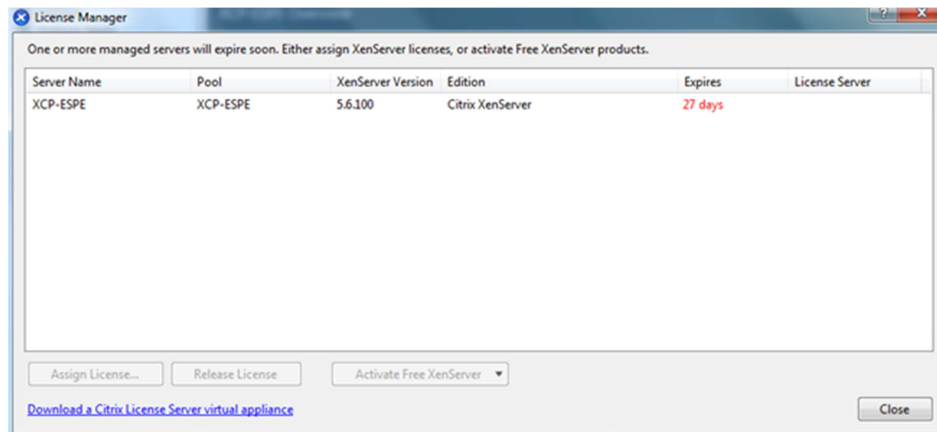 License Manager
One or more managed servers will expire soon. Either assign XenServer licenses, or activate Free XenServer products.
Server Name Pool XenServer Version Edition Expires License Server
XCP-ESPE XCP-ESPE 5.6.100 Citrix XenServer 27 days
Assign License... Release License Activate Free XenServer
Download a Citrix License Server virtual appliance
Close